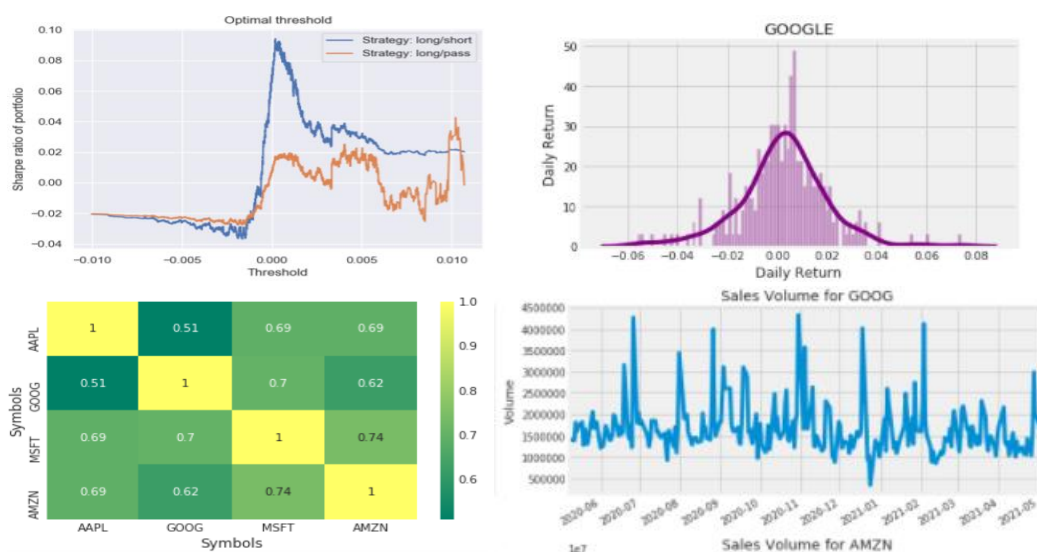 Optimal threshold
0.10
0.08
0.06
0.04
0.02
0.00
−0.02
−0.04
Sharpe ratio of portfolio
Strategy: long/short
Strategy: long/pass
−0.010 −0.005 0.000 0.005 0.010
Threshold
GOOGLE
50
40
30
20
10
0
Daily Return
−0.06 −0.04 −0.02 0.00 0.02 0.04 0.06 0.08
Daily Return
Symbols
AAPL 1 0.51 0.69 0.69
GOOG 0.51 1 0.7 0.62
MSFT 0.69 0.7 1 0.74
AMZN 0.69 0.62 0.74 1
AAPL GOOG MSFT AMZN
Symbols
1.0
0.9
0.8
0.7
0.6
Sales Volume for GOOG
4500000
4000000
3500000
3000000
2500000
2000000
1500000
1000000
500000
Volume
2020-06 2020-07 2020-08 2020-09 2020-10 2020-11 2020-12 2021-01 2021-02 2021-03 2021-04 2021-05
1e7
Sales Volume for AMZN